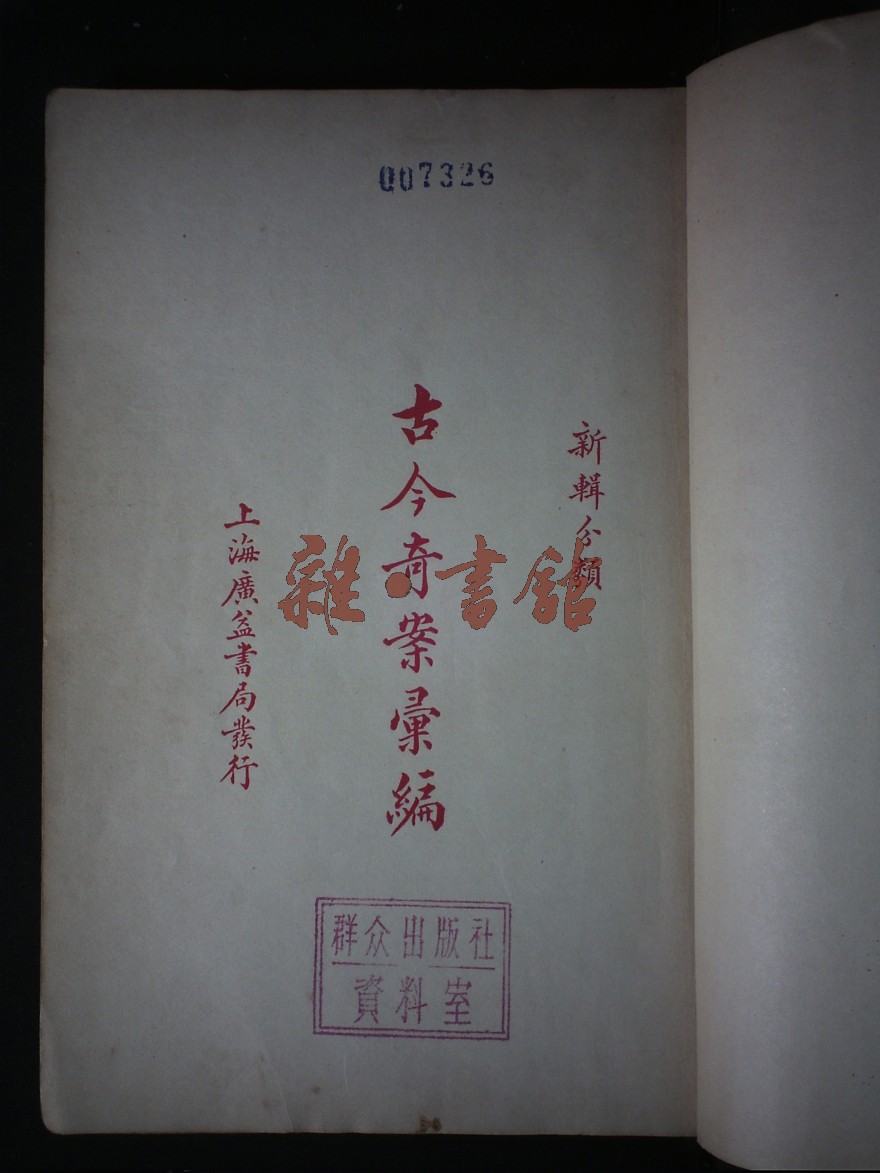 007326
新輯分類
古今奇案彙編
上海廣益書局發行
雜·書館
群众出版社
資料室